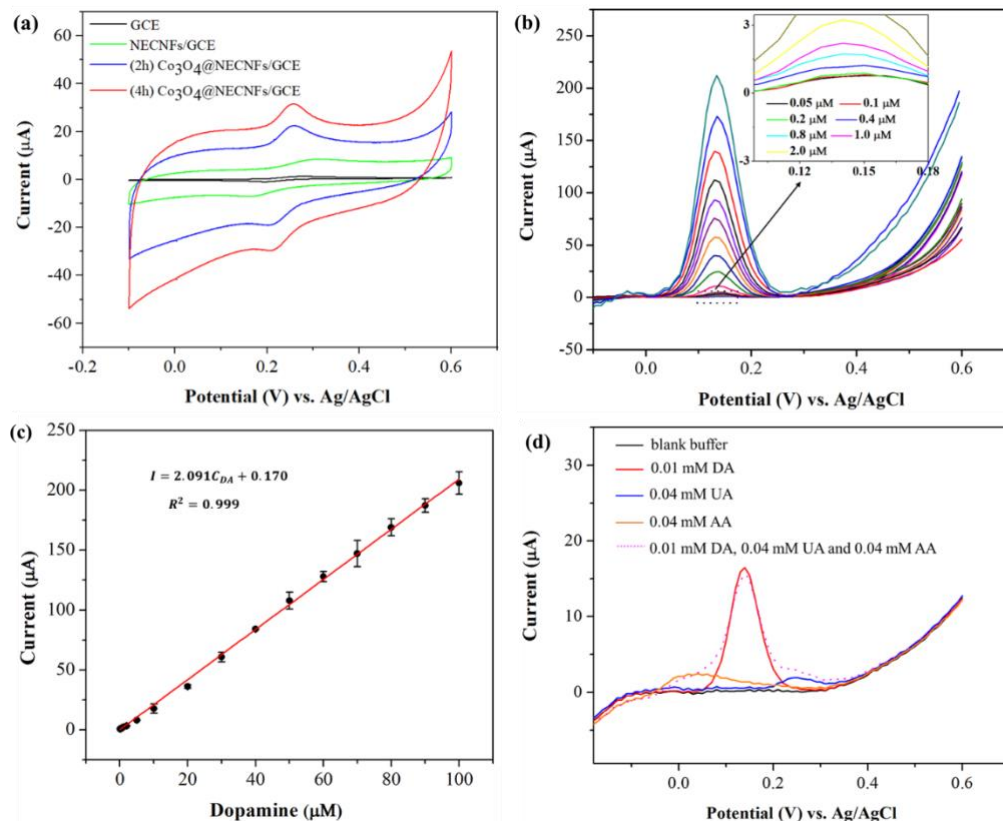 (a)
GCE
NECNFs/GCE
(2h) Co₃O₄@NECNFs/GCE
(4h) Co₃O₄@NECNFs/GCE
60
40
20
0
-20
-40
-60
-0.2
0.0
0.2
0.4
0.6
Current (μA)
Potential (V) vs. Ag/AgCl
(b)
250
200
150
100
50
0
-50
0.0
0.2
0.4
0.6
Current (μA)
Potential (V) vs. Ag/AgCl
3
0
-3
0.12
0.15
0.18
0.05 μM
0.1 μM
0.2 μM
0.4 μM
0.8 μM
1.0 μM
2.0 μM
(c)
250
200
150
100
50
0
0
20
40
60
80
100
I = 2.091C_DA + 0.170
R² = 0.999
Current (μA)
Dopamine (μM)
(d)
blank buffer
0.01 mM DA
0.04 mM UA
0.04 mM AA
0.01 mM DA, 0.04 mM UA and 0.04 mM AA
30
20
10
0
0.0
0.2
0.4
0.6
Current (μA)
Potential (V) vs. Ag/AgCl